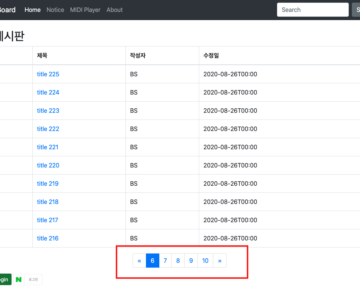 Board Home Notice MIDI Player About Search
게시판
제목 작성자 수정일
title 225 BS 2020-08-26T00:00
title 224 BS 2020-08-26T00:00
title 223 BS 2020-08-26T00:00
title 222 BS 2020-08-26T00:00
title 221 BS 2020-08-26T00:00
title 220 BS 2020-08-26T00:00
title 219 BS 2020-08-26T00:00
title 218 BS 2020-08-26T00:00
title 217 BS 2020-08-26T00:00
title 216 BS 2020-08-26T00:00
« 6 7 8 9 10 »